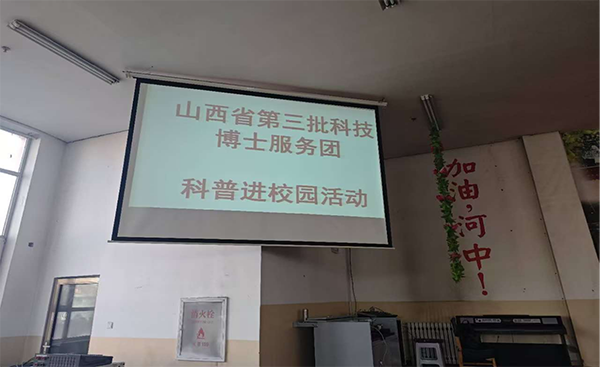 山西省第三批科技
博士服务团
科普进校园活动
加油,河中!
消火栓